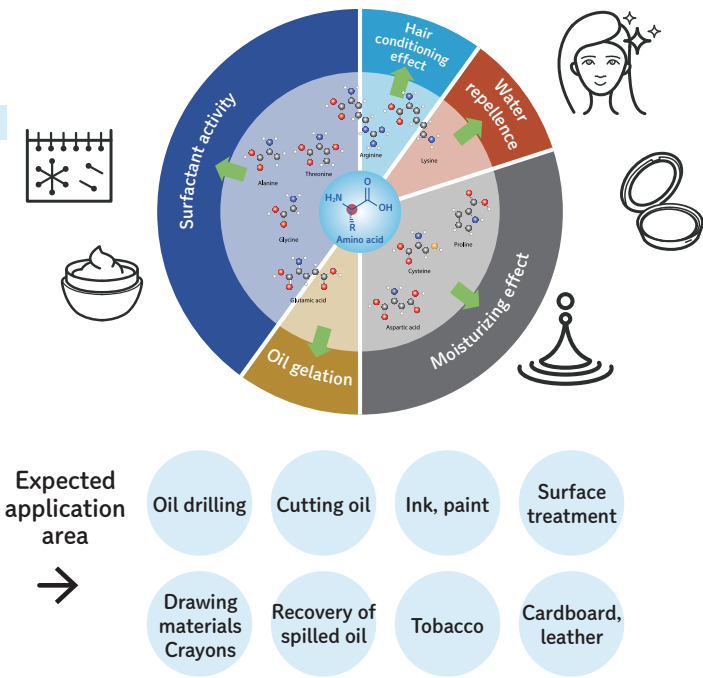 Hair
conditioning
effect
Water
repellence
Surfactant activity
Arginine
Lysine
Alanine
Threonine
O
H₂N
OH
R
Amino acid
Glycine
Proline
Cysteine
Glutamic acid
Aspartic acid
Oil gelation
Moisturizing effect
Expected
application
area
Oil drilling
Cutting oil
Ink, paint
Surface
treatment
Drawing
materials
Crayons
Recovery of
spilled oil
Tobacco
Cardboard,
leather